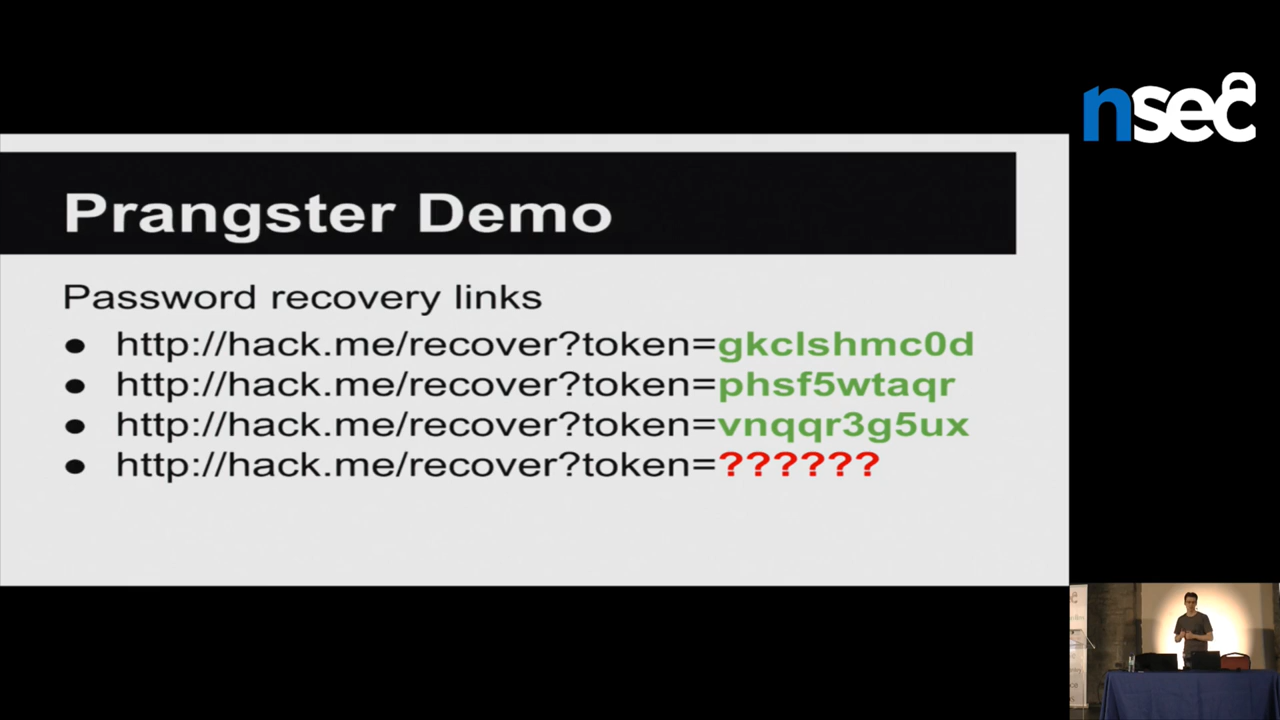 nsec
Prangster Demo
Password recovery links
● http://hack.me/recover?token=gkclshmc0d
● http://hack.me/recover?token=phsf5wtaqr
● http://hack.me/recover?token=vnqqr3g5ux
● http://hack.me/recover?token=??????